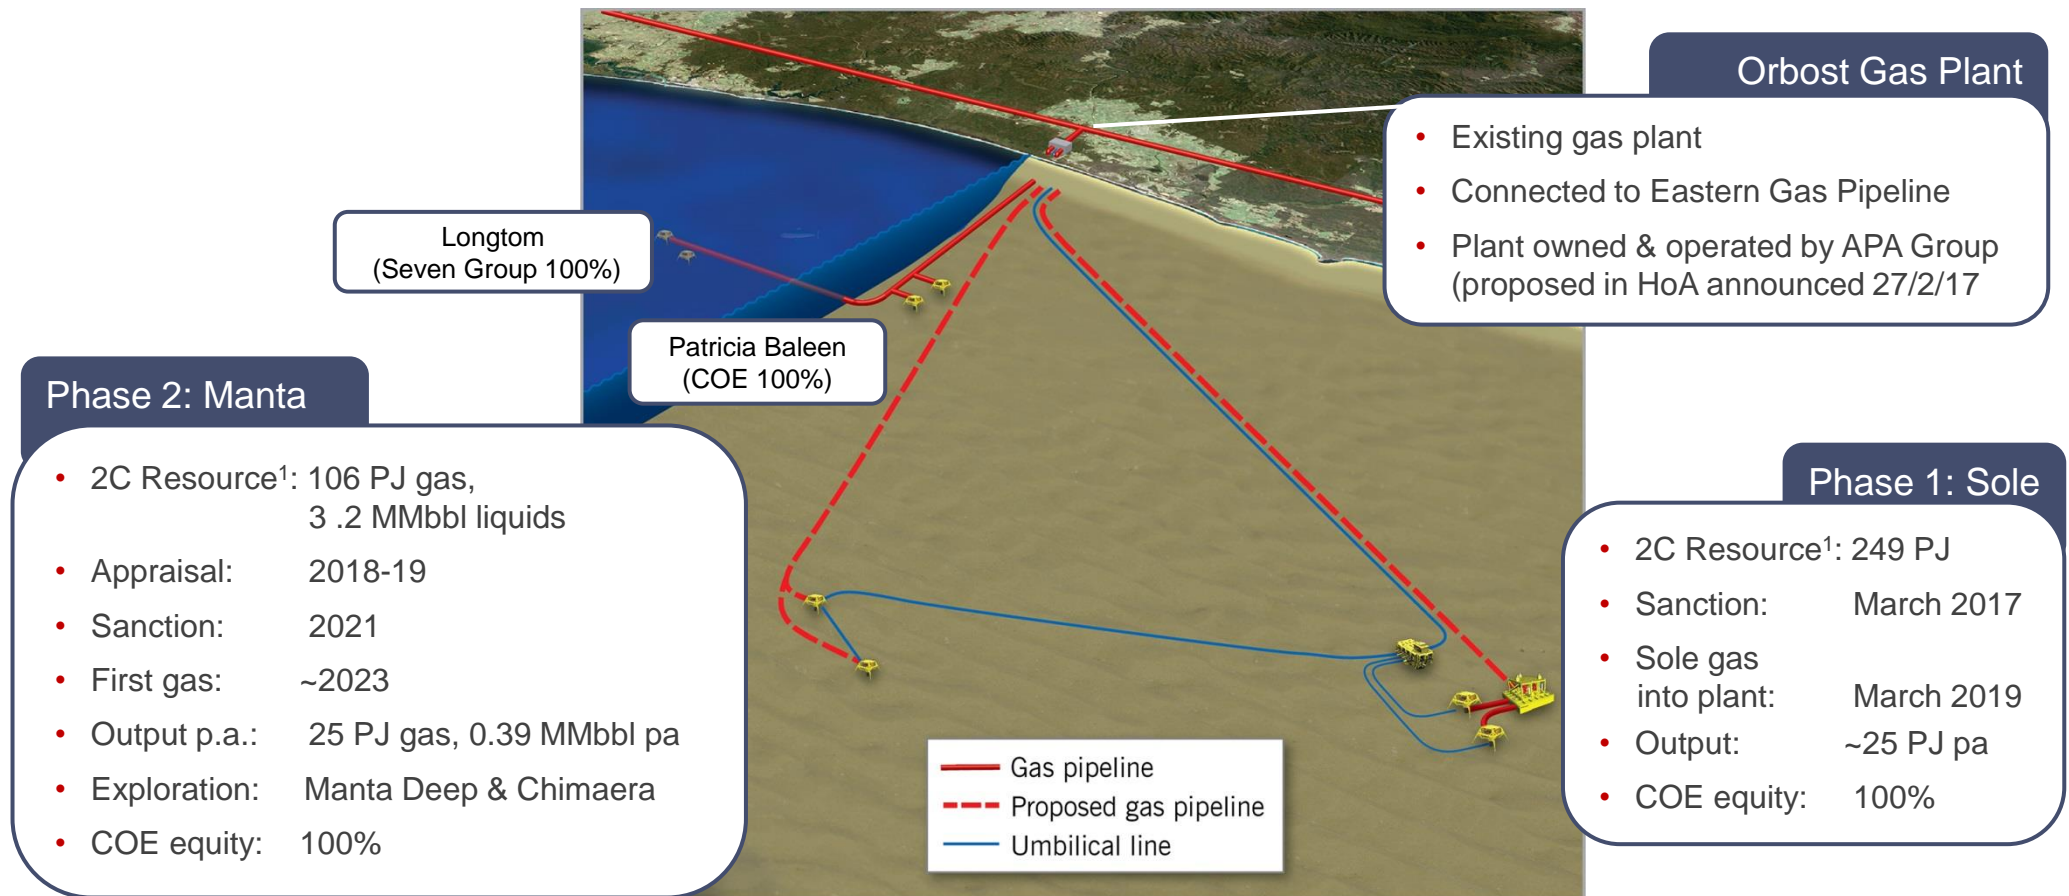 Orbost Gas Plant
• Existing gas plant
• Connected to Eastern Gas Pipeline
• Plant owned & operated by APA Group
(proposed in HoA announced 27/2/17
Longtom
(Seven Group 100%)
Patricia Baleen
(COE 100%)
Phase 2: Manta
• 2C Resource¹: 106 PJ gas,
3 .2 MMbbl liquids
• Appraisal: 2018-19
• Sanction: 2021
• First gas: ~2023
• Output p.a.: 25 PJ gas, 0.39 MMbbl pa
• Exploration: Manta Deep & Chimaera
• COE equity: 100%
Phase 1: Sole
• 2C Resource¹: 249 PJ
• Sanction: March 2017
• Sole gas
into plant: March 2019
• Output: ~25 PJ pa
• COE equity: 100%
Gas pipeline
Proposed gas pipeline
Umbilical line